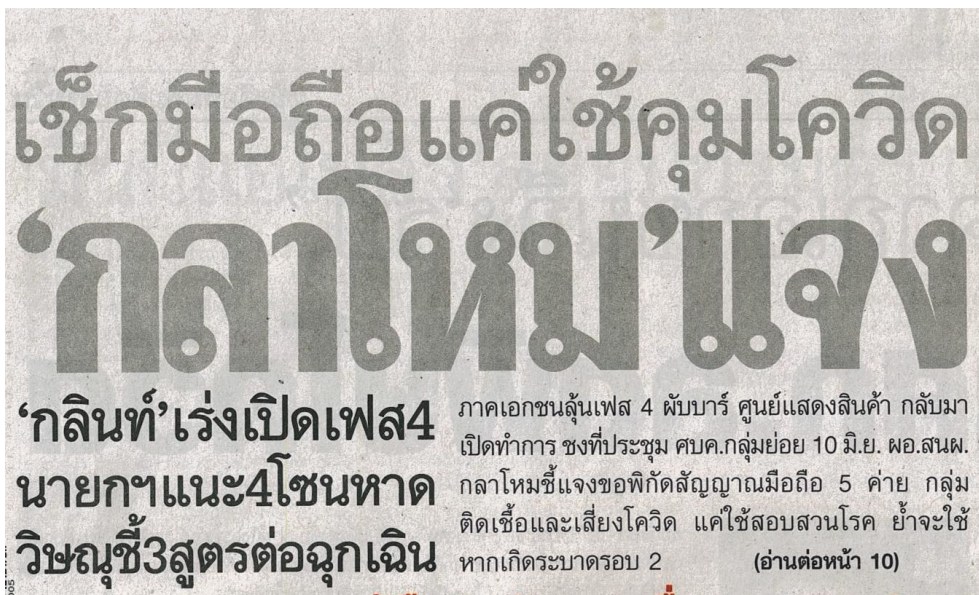 เช็กมือถือแค่ใช้คุมโควิด
‘กลาโหม’แจง
‘กลินท์’เร่งเปิดเฟส4
นายกฯแนะ4โซนหาด
วิษณุชี้3สูตรต่อฉุกเฉิน
ภาคเอกชนลุ้นเฟส 4 ผับบาร์ ศูนย์แสดงสินค้า กลับมา
เปิดทำการ ชงที่ประชุม ศบค.กลุ่มย่อย 10 มิ.ย. ผอ.สนผ.
กลาโหมชี้แจงขอพิกัดสัญญาณมือถือ 5 ค่าย กลุ่ม
ติดเชื้อและเสี่ยงโควิด แค่ใช้สอบสวนโรค ย้ำจะใช้
หากเกิดระบาดรอบ 2 (อ่านต่อหน้า 10)